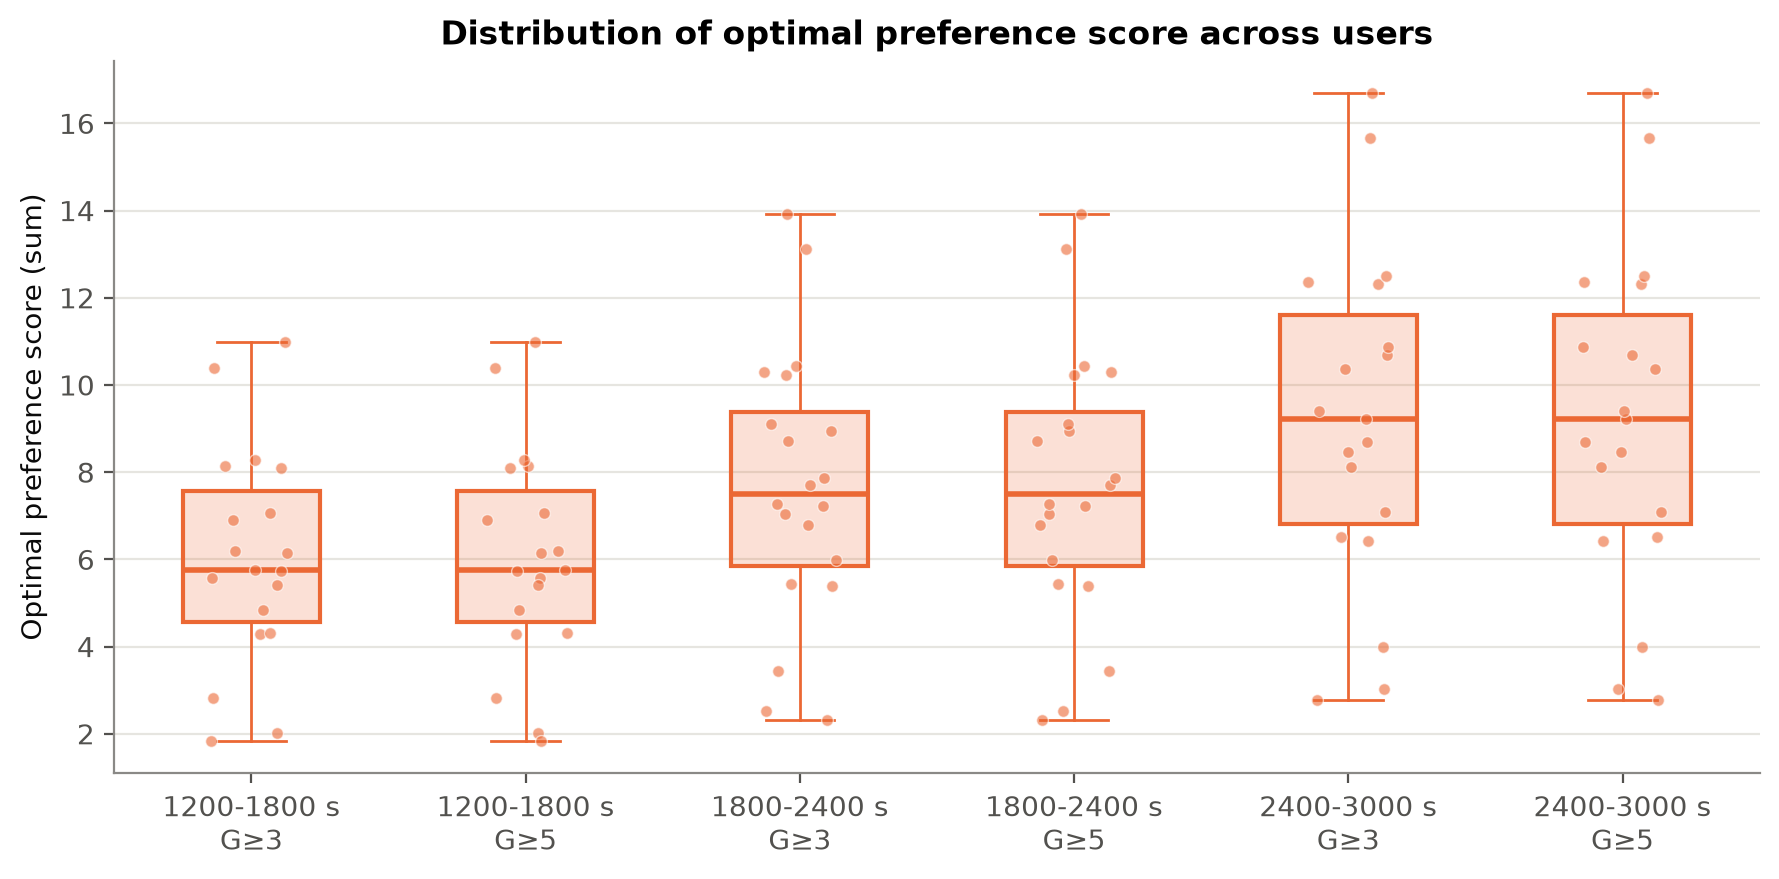 Distribution of optimal preference score across users
Optimal preference score (sum)
16
14
12
10
8
6
4
2
1200-1800 s
G≥3
1200-1800 s
G≥5
1800-2400 s
G≥3
1800-2400 s
G≥5
2400-3000 s
G≥3
2400-3000 s
G≥5